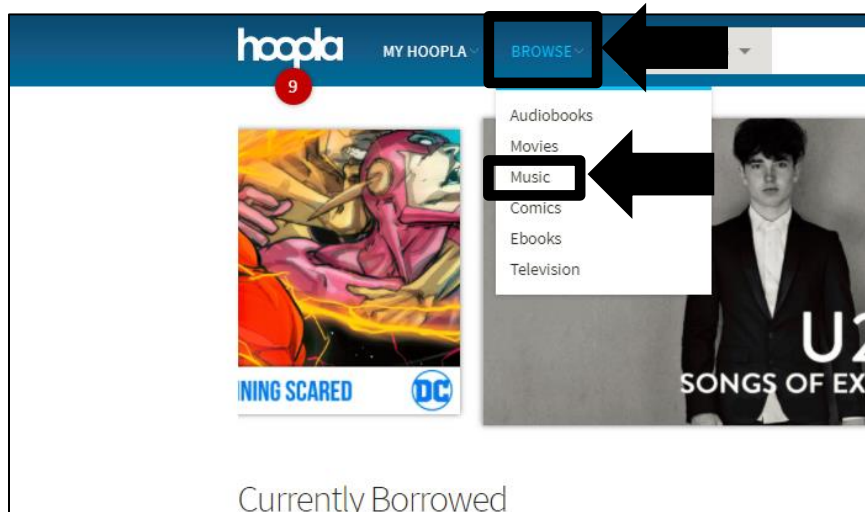 hoopla
MY HOOPLA
BROWSE
9
Audiobooks
Movies
Music
Comics
Ebooks
Television
NING SCARED
DC
U2
SONGS OF EX
Currently Borrowed